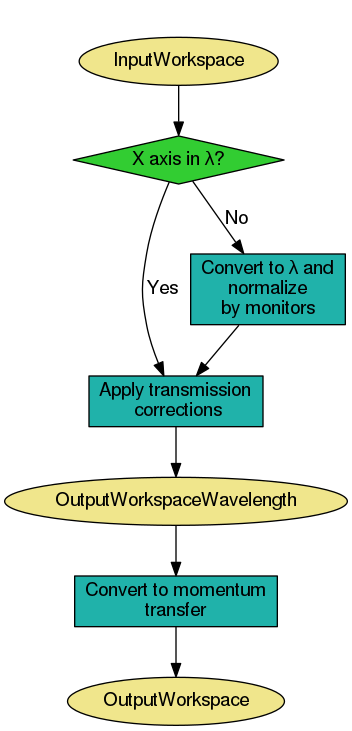 InputWorkspace
X axis in λ?
No
Convert to λ and
normalize
by monitors
Yes
Apply transmission
corrections
OutputWorkspaceWavelength
Convert to momentum
transfer
OutputWorkspace